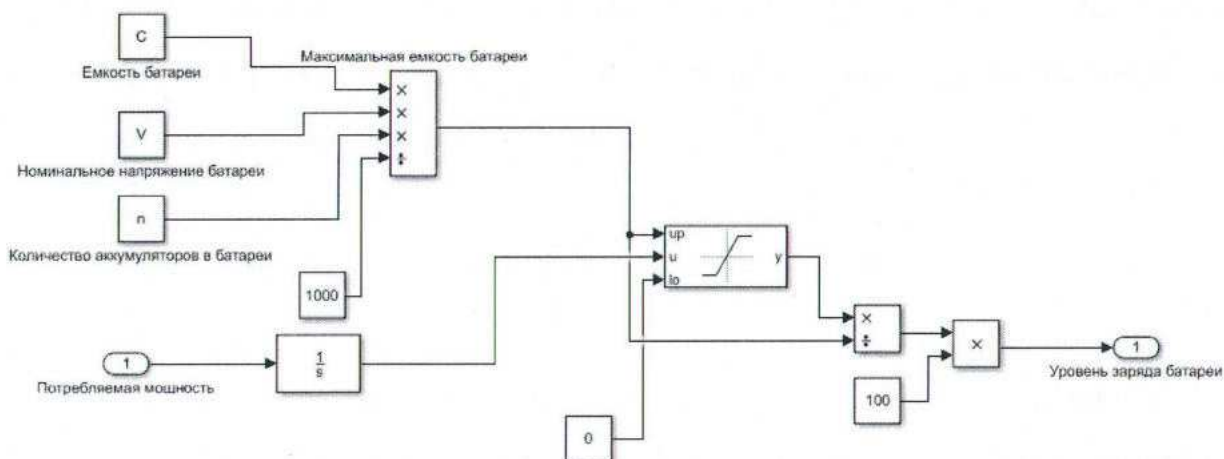 C
Емкость батареи
Максимальная емкость батареи
×
×
×
÷
V
Номинальное напряжение батареи
n
Количество аккумуляторов в батареи
1000
up
u
lo
y
1
Потребляемая мощность
1
s
×
÷
×
1
Уровень заряда батареи
100
0